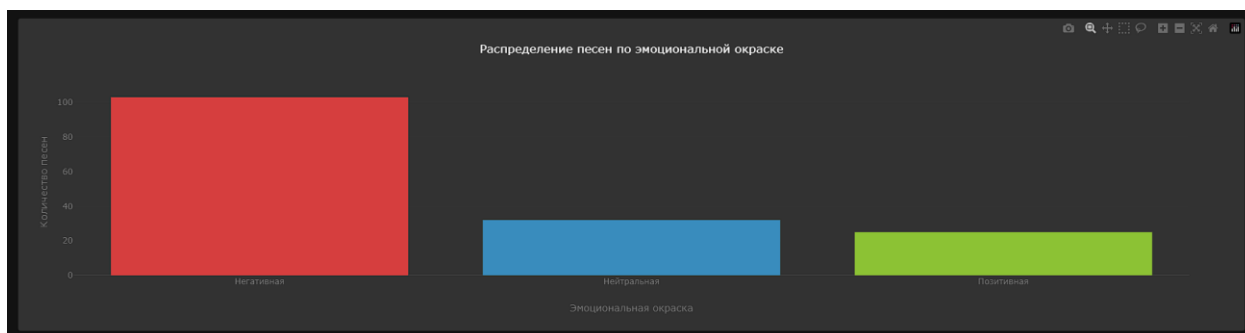 Распределение песен по эмоциональной окраске
Количество песен
100
80
60
40
20
0
Негативная
Нейтральная
Позитивная
Эмоциональная окраска